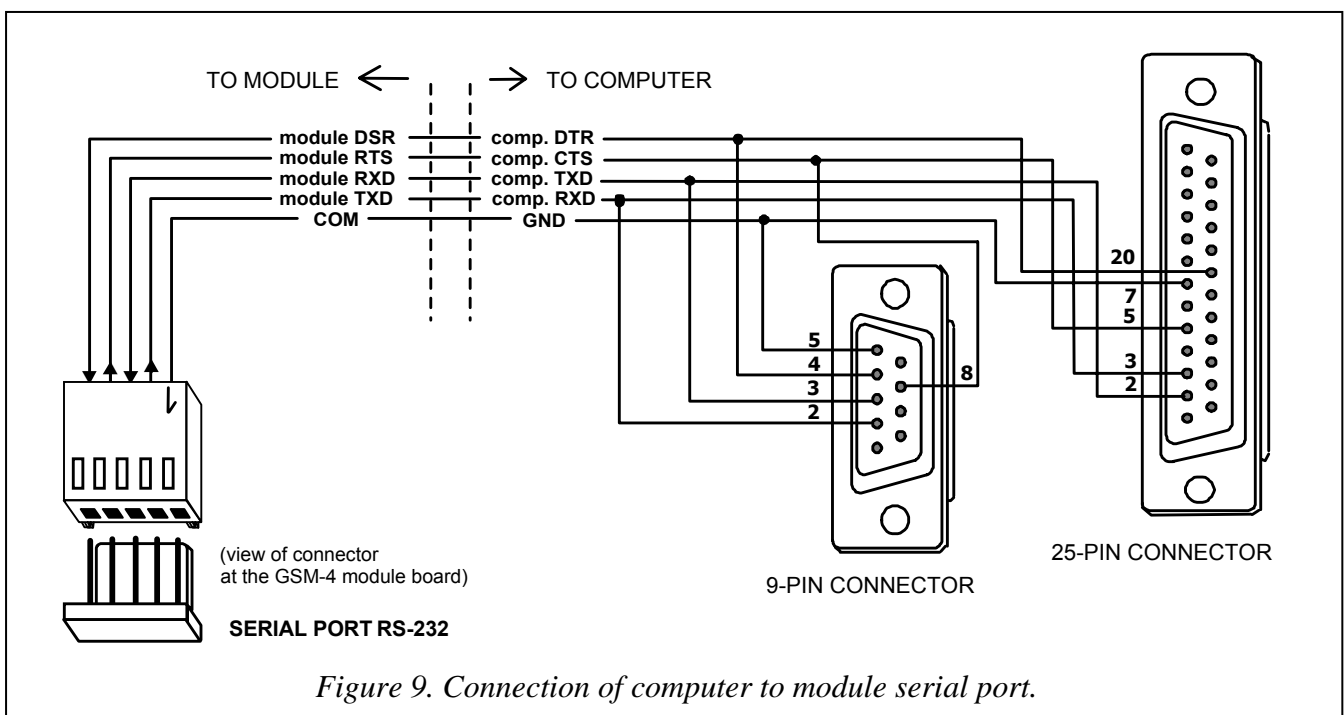 TO MODULE
TO COMPUTER
module DSR
comp. DTR
module RTS
comp. CTS
module RXD
comp. TXD
module TXD
comp. RXD
COM
GND
20
7
5
3
2
5
4
3
2
8
(view of connector
at the GSM-4 module board)
SERIAL PORT RS-232
9-PIN CONNECTOR
25-PIN CONNECTOR
Figure 9. Connection of computer to module serial port.